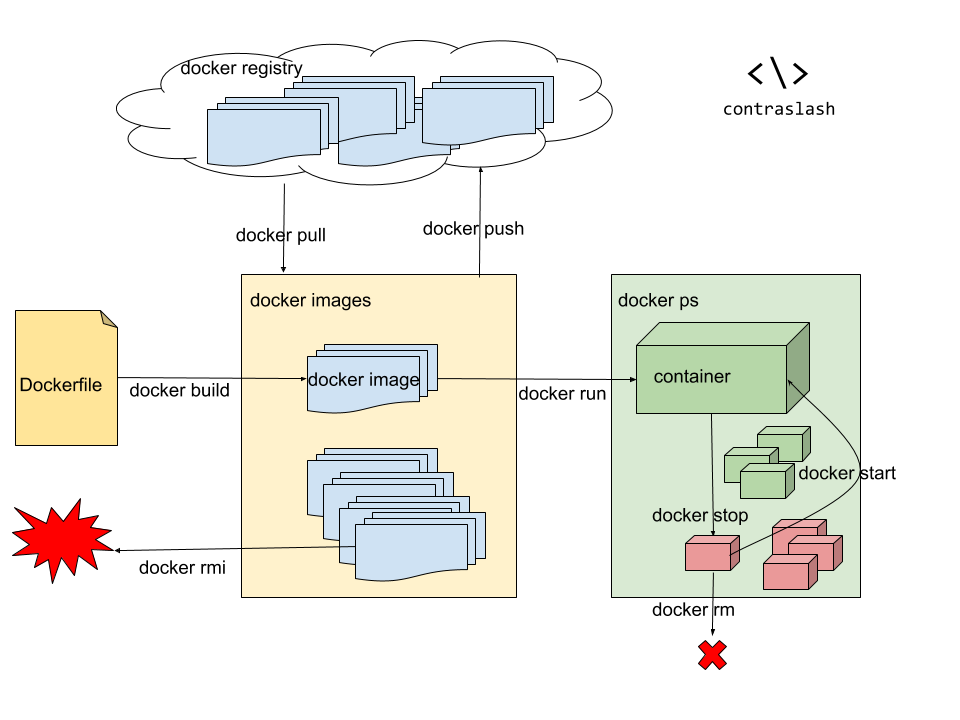 docker registry
<\>
contraslash
docker pull
docker push
docker images
docker ps
Dockerfile
docker build
docker image
docker run
container
docker start
docker stop
docker rmi
docker rm